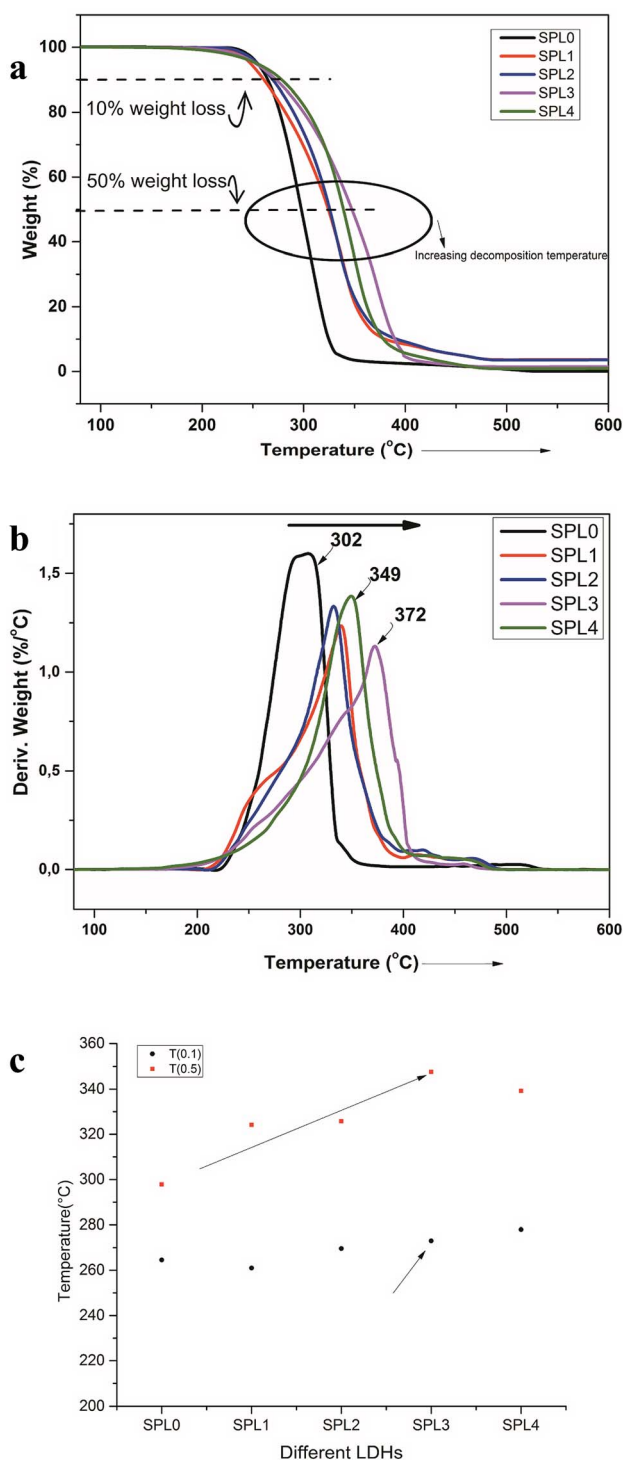 a
100
80
60
40
20
0
Weight (%)
10% weight loss
50% weight loss
Increasing decomposition temperature
SPL0
SPL1
SPL2
SPL3
SPL4
100 200 300 400 500 600
Temperature (°C)
b
1,5
1,0
0,5
0,0
Deriv. Weight (%/°C)
302
349
372
SPL0
SPL1
SPL2
SPL3
SPL4
100 200 300 400 500 600
Temperature (°C)
c
360
340
320
300
280
260
240
220
200
Temperature(°C)
T(0.1)
T(0.5)
SPL0 SPL1 SPL2 SPL3 SPL4
Different LDHs